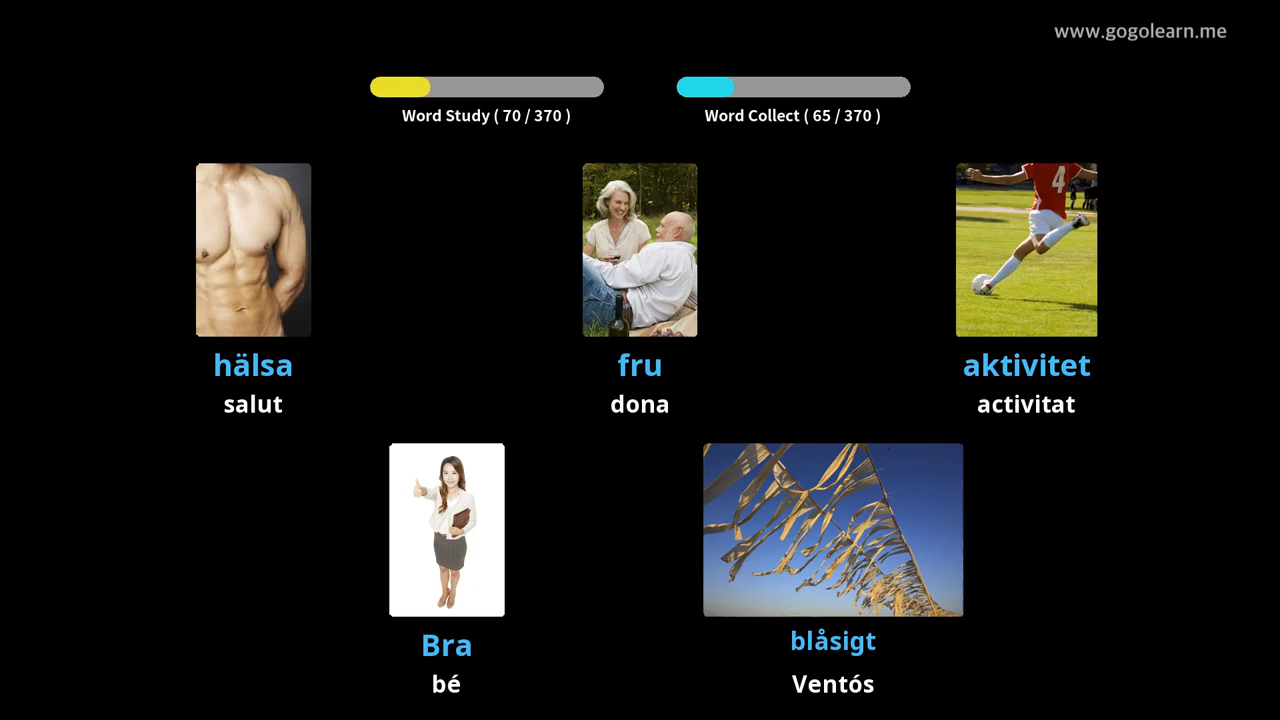 www.gogolearn.me
Word Study ( 70 / 370 )
Word Collect ( 65 / 370 )
hälsa
salut
fru
dona
4
aktivitet
activitat
Bra
bé
blåsigt
Ventós